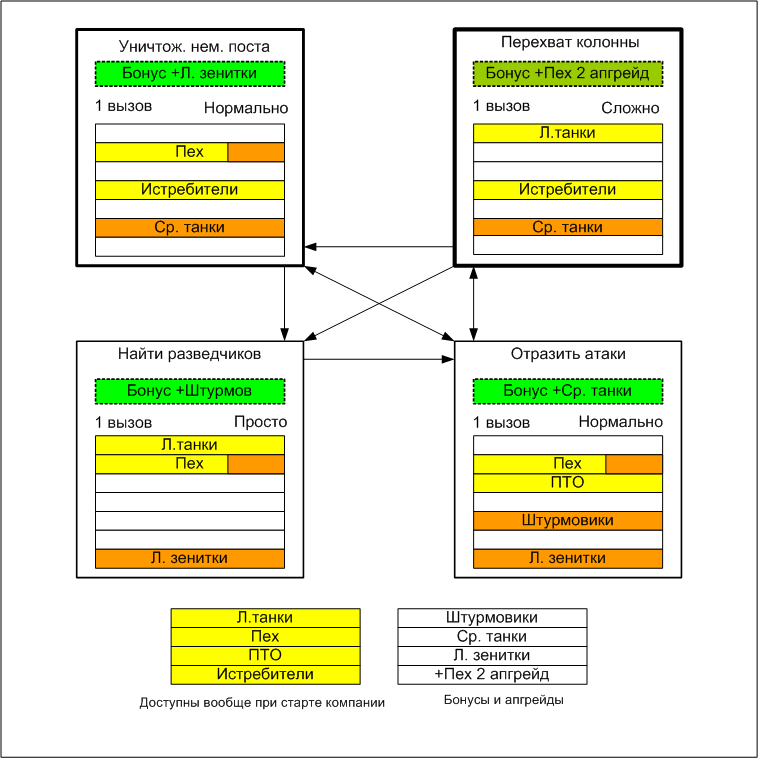 Уничтож. нем. поста
Бонус +Л. зенитки
1 вызов Нормально
Пех
Истребители
Ср. танки
Перехват колонны
Бонус +Пех 2 апгрейд
1 вызов Сложно
Л.танки
Истребители
Ср. танки
Найти разведчиков
Бонус +Штурмов
1 вызов Просто
Л.танки
Пех
Л. зенитки
Отразить атаки
Бонус +Ср. танки
1 вызов Нормально
Пех
ПТО
Штурмовики
Л. зенитки
Л.танки
Пех
ПТО
Истребители
Доступны вообще при старте компании
Штурмовики
Ср. танки
Л. зенитки
+Пех 2 апгрейд
Бонусы и апгрейды